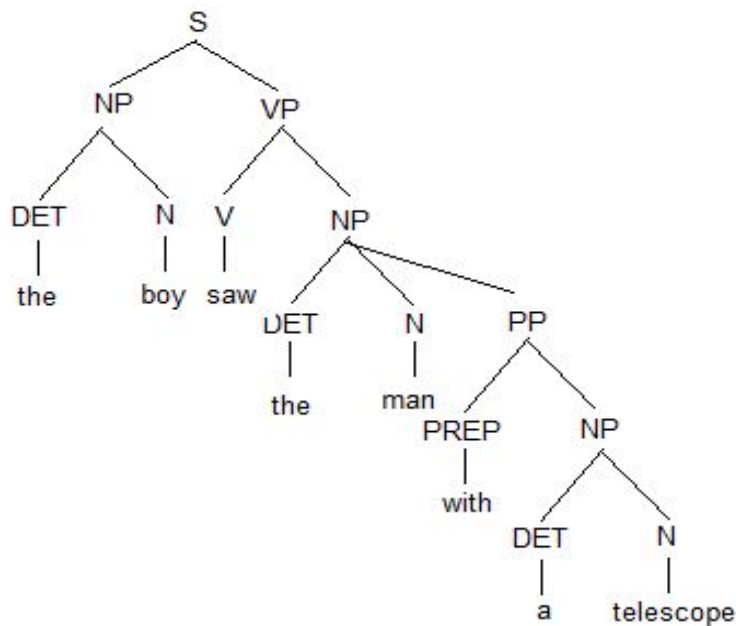 S
NP VP
DET N V NP
the boy saw DET N PP
the man PREP NP
with DET N
a telescope